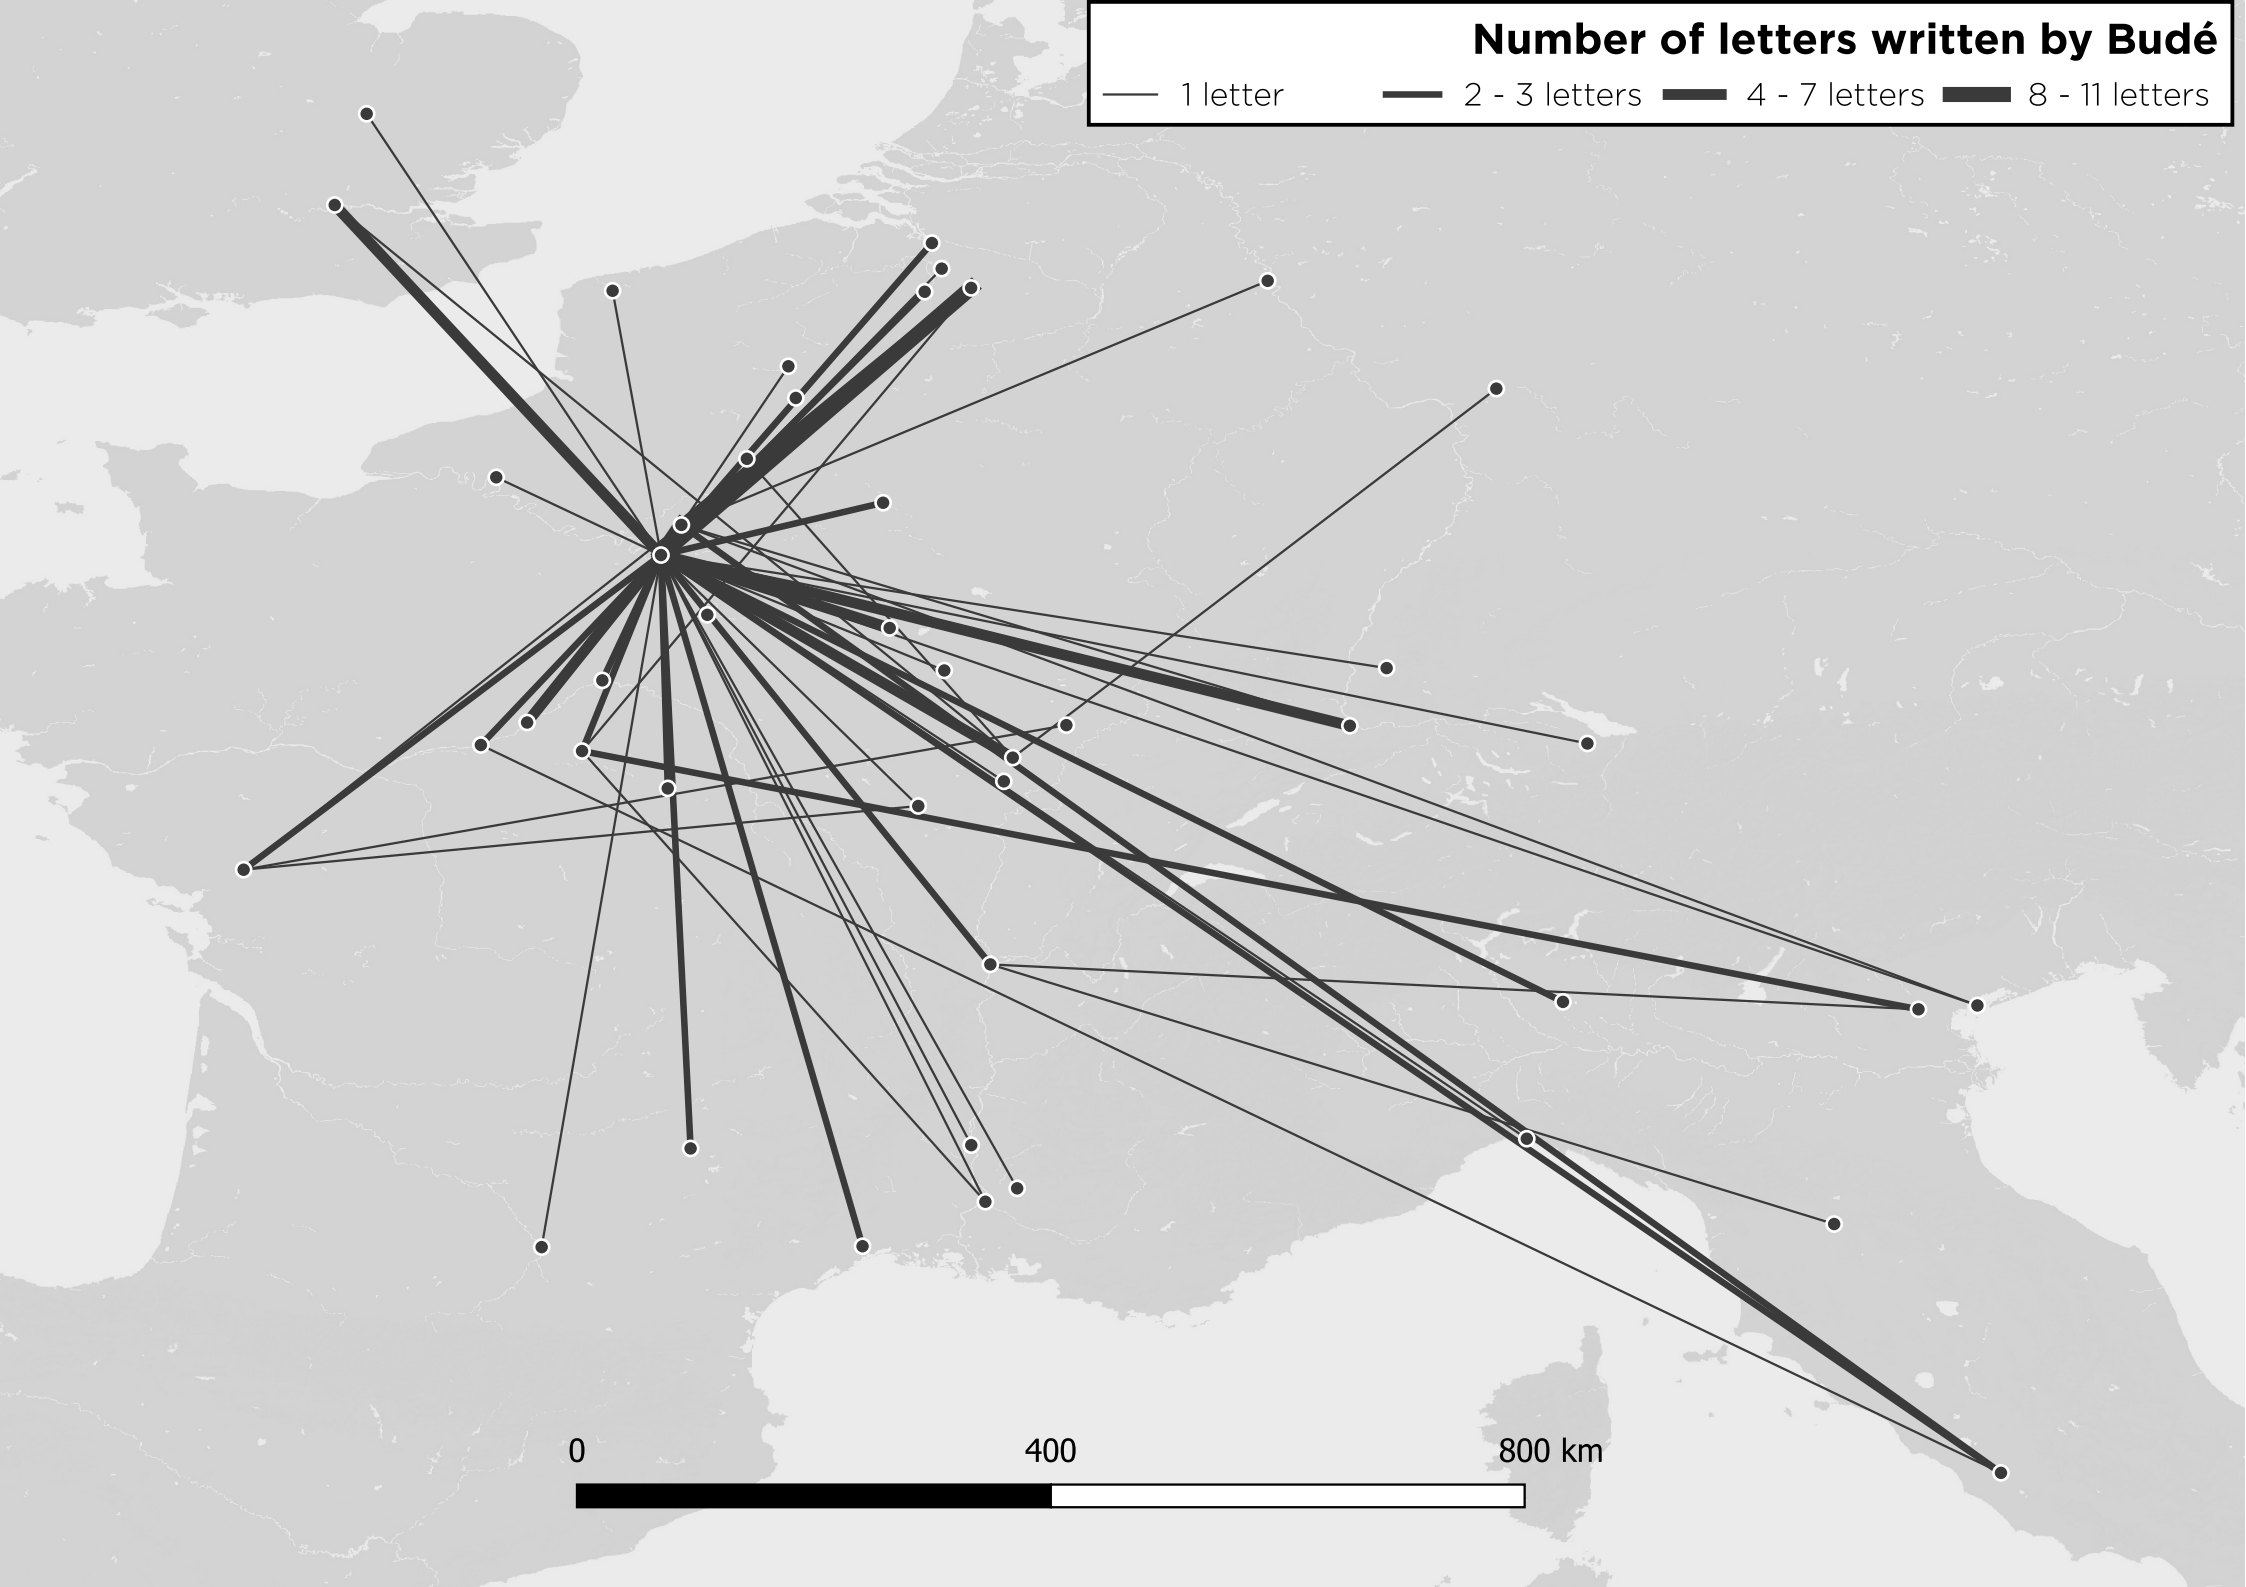 Number of letters written by Budé
1 letter 2 - 3 letters 4 - 7 letters 8 - 11 letters
0 400 800 km